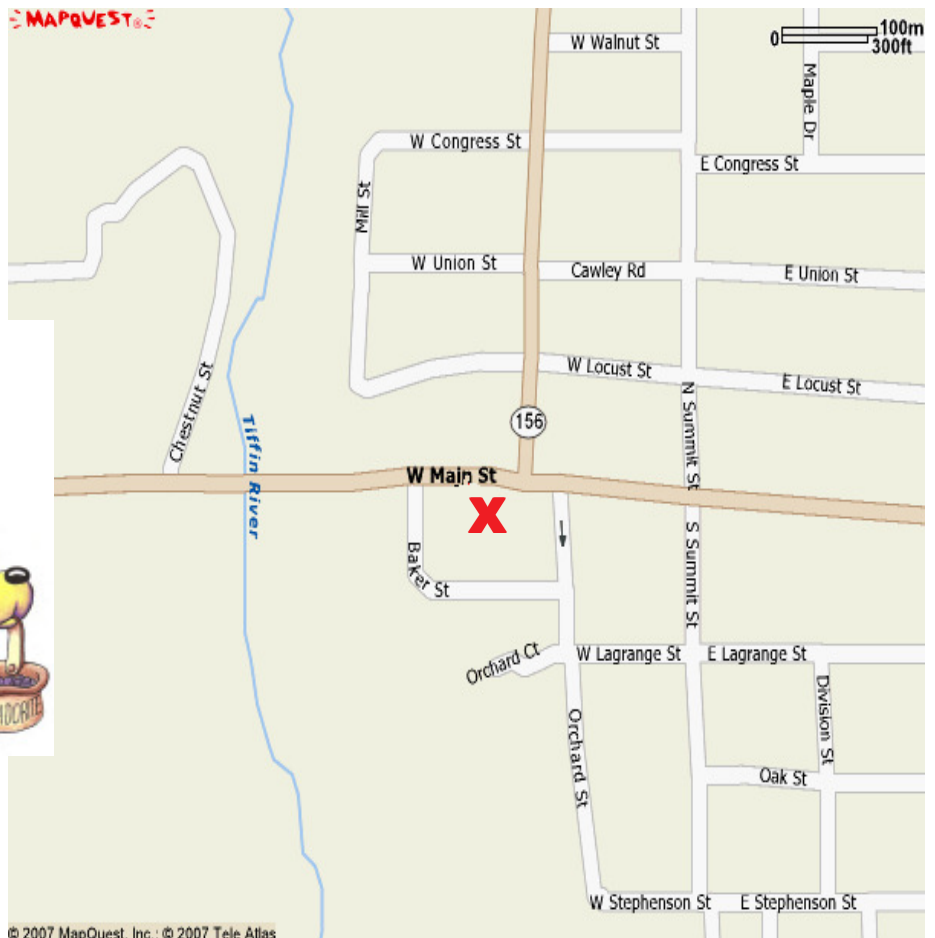 MAPQUEST®
0 100m
300ft
W Walnut St
Maple Dr
W Congress St
E Congress St
Mill St
W Union St
Cawley Rd
E Union St
W Locust St
E Locust St
Chestnut St
156
N Summit St
Tiffin River
W Main St
X
S Summit St
Baker St
Orchard Ct
W Lagrange St
E Lagrange St
Division St
Orchard St
Oak St
W Stephenson St
E Stephenson St
© 2007 MapQuest, Inc.; © 2007 Tele Atlas